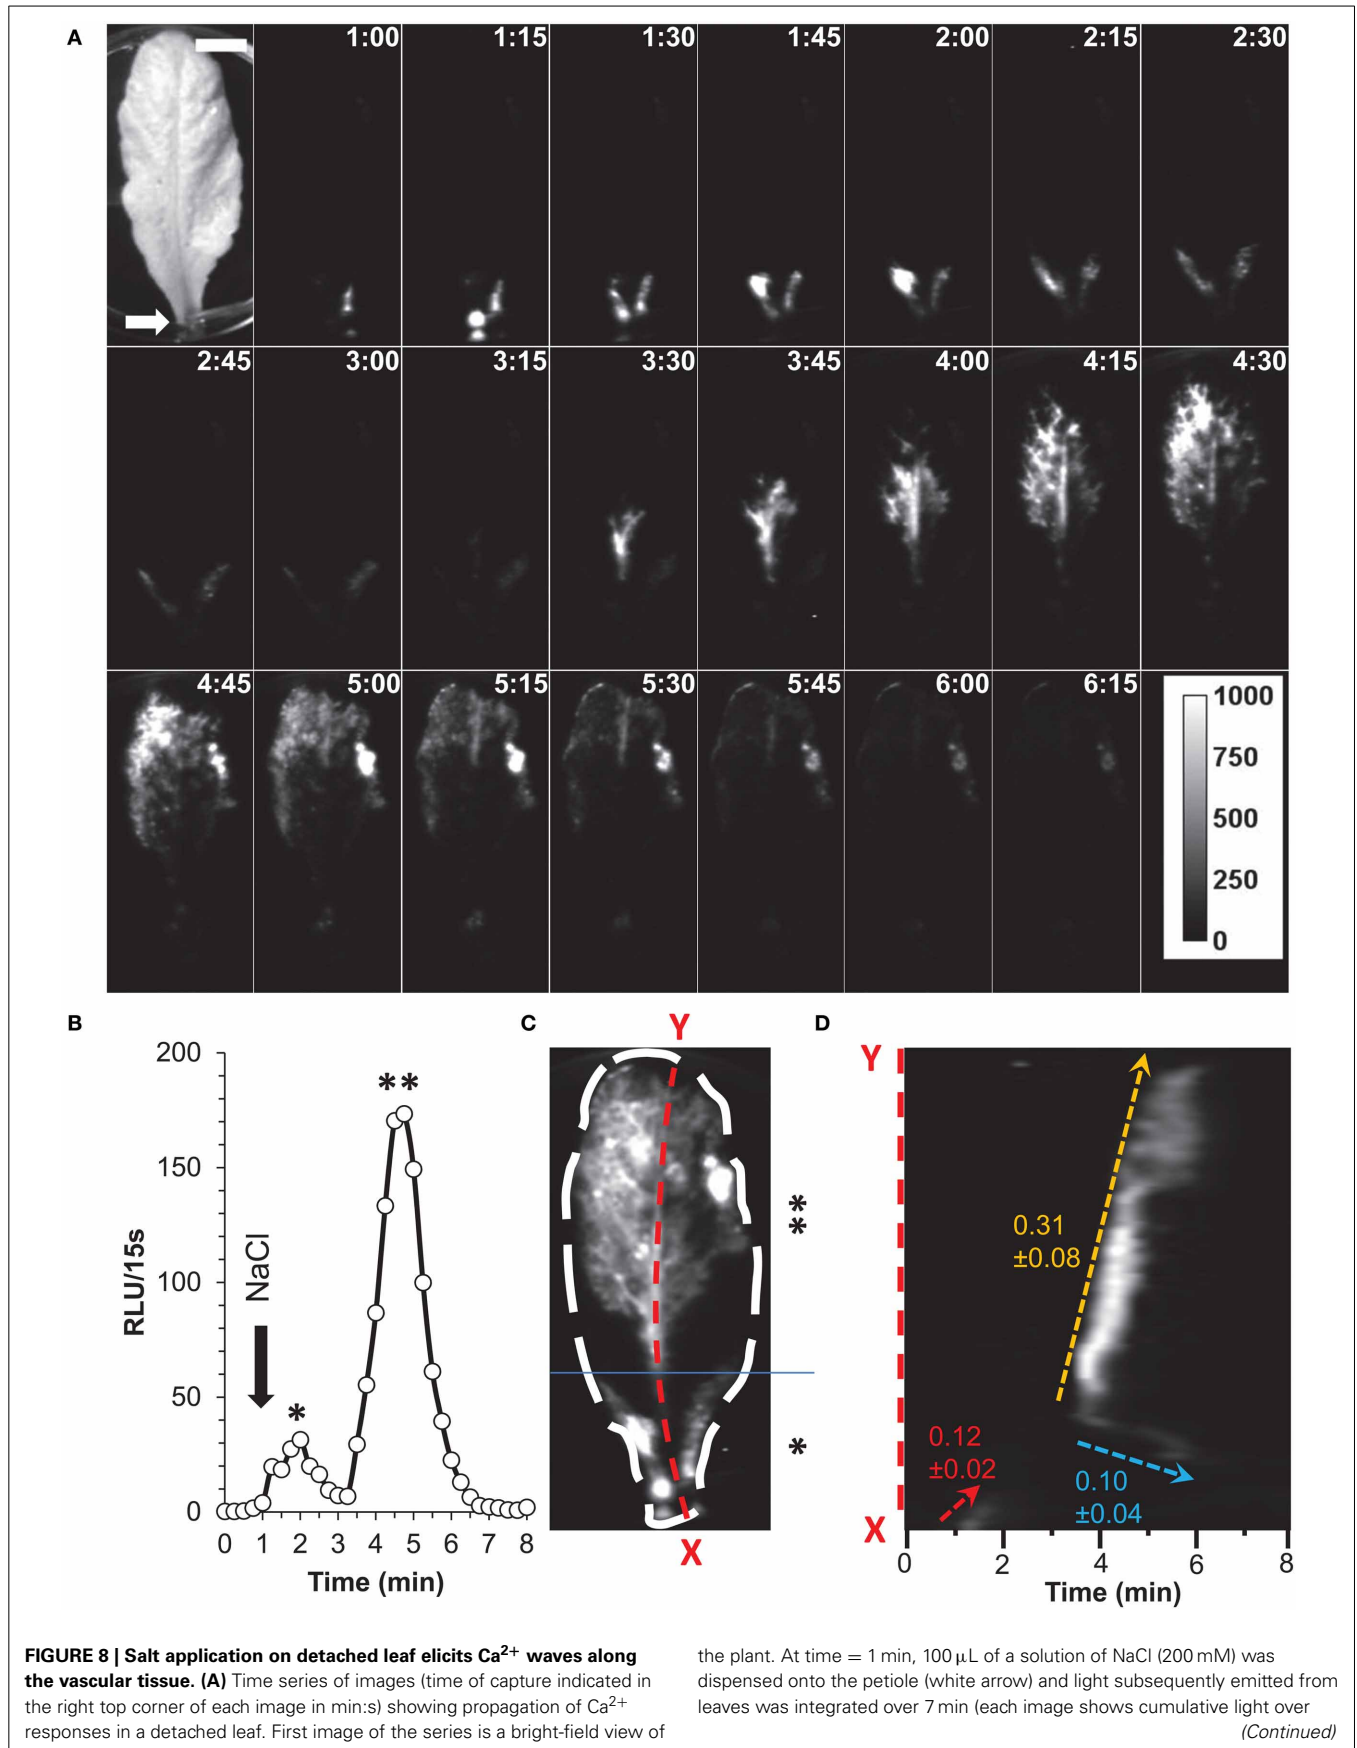 A
1:00 1:15 1:30 1:45 2:00 2:15 2:30
2:45 3:00 3:15 3:30 3:45 4:00 4:15 4:30
4:45 5:00 5:15 5:30 5:45 6:00 6:15
1000
750
500
250
0
B
200
150
100
50
0
RLU/15s
NaCl
*
**
0 1 2 3 4 5 6 7 8
Time (min)
C
Y
X
*
*
*
D
Y
X
0.31
±0.08
0.12
±0.02
0.10
±0.04
0 2 4 6 8
Time (min)
FIGURE 8 | Salt application on detached leaf elicits Ca2+ waves along
the vascular tissue. (A) Time series of images (time of capture indicated in
the right top corner of each image in min:s) showing propagation of Ca2+
responses in a detached leaf. First image of the series is a bright-field view of
the plant. At time = 1 min, 100 μL of a solution of NaCl (200 mM) was
dispensed onto the petiole (white arrow) and light subsequently emitted from
leaves was integrated over 7 min (each image shows cumulative light over
(Continued)